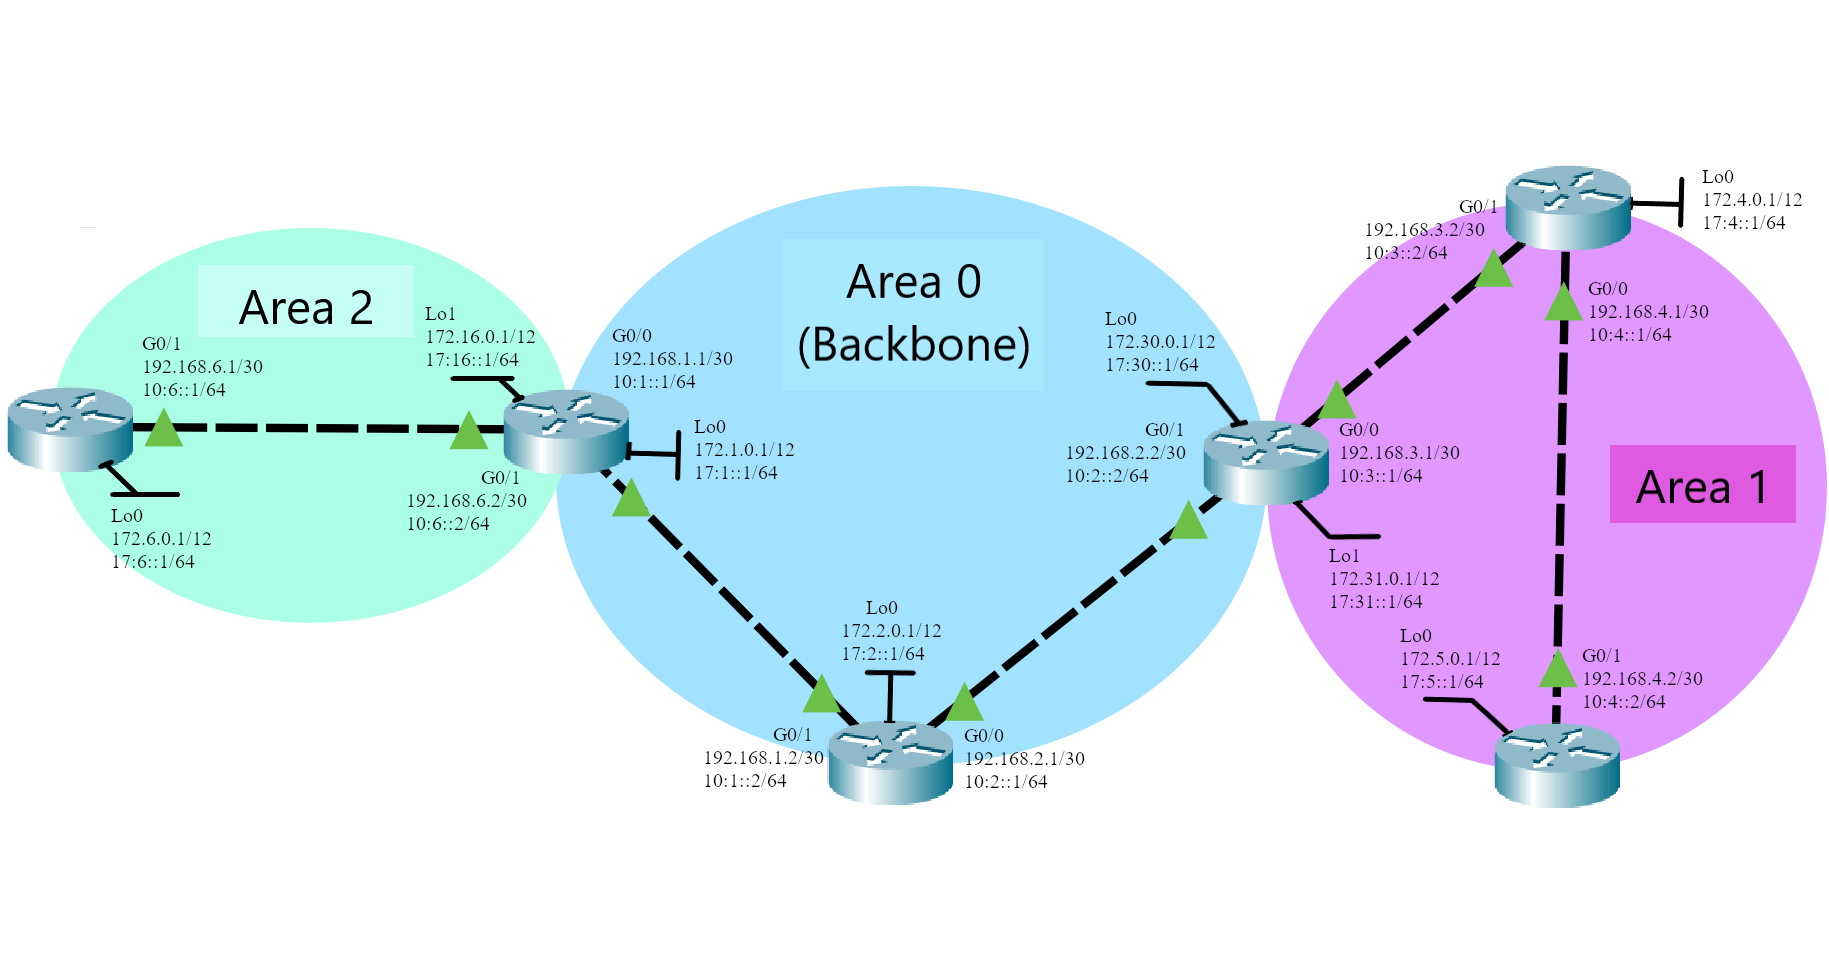 Area 2
G0/1
192.168.6.1/30
10:6::1/64
Lo0
172.6.0.1/12
17:6::1/64
Lo1
172.16.0.1/12
17:16::1/64
G0/1
192.168.6.2/30
10:6::2/64
Area 0
(Backbone)
G0/0
192.168.1.1/30
10:1::1/64
Lo0
172.1.0.1/12
17:1::1/64
Lo0
172.2.0.1/12
17:2::1/64
G0/1
192.168.1.2/30
10:1::2/64
G0/0
192.168.2.1/30
10:2::1/64
Lo0
172.30.0.1/12
17:30::1/64
G0/1
192.168.2.2/30
10:2::2/64
G0/0
192.168.3.1/30
10:3::1/64
Lo1
172.31.0.1/12
17:31::1/64
Area 1
G0/1
192.168.3.2/30
10:3::2/64
Lo0
172.4.0.1/12
17:4::1/64
G0/0
192.168.4.1/30
10:4::1/64
Lo0
172.5.0.1/12
17:5::1/64
G0/1
192.168.4.2/30
10:4::2/64